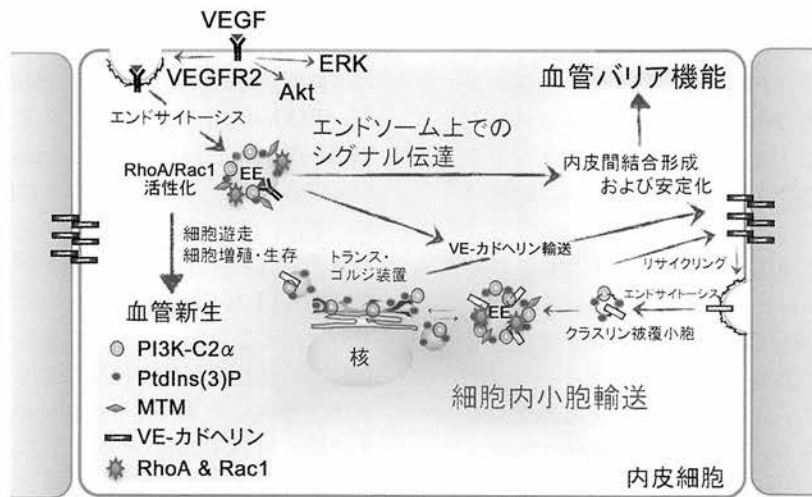 VEGF
VEGFR2
ERK
Akt
エンドサイトーシス
エンドソーム上での
シグナル伝達
血管バリア機能
内皮間結合形成
および安定化
RhoA/Rac1
活性化
EE
細胞遊走
細胞増殖・生存
血管新生
VE-カドヘリン輸送
トランス・
ゴルジ装置
リサイクリング
エンドサイトーシス
クラスリン被覆小胞
EE
核
細胞内小胞輸送
PI3K-C2α
PtdIns(3)P
MTM
VE-カドヘリン
RhoA & Rac1
内皮細胞